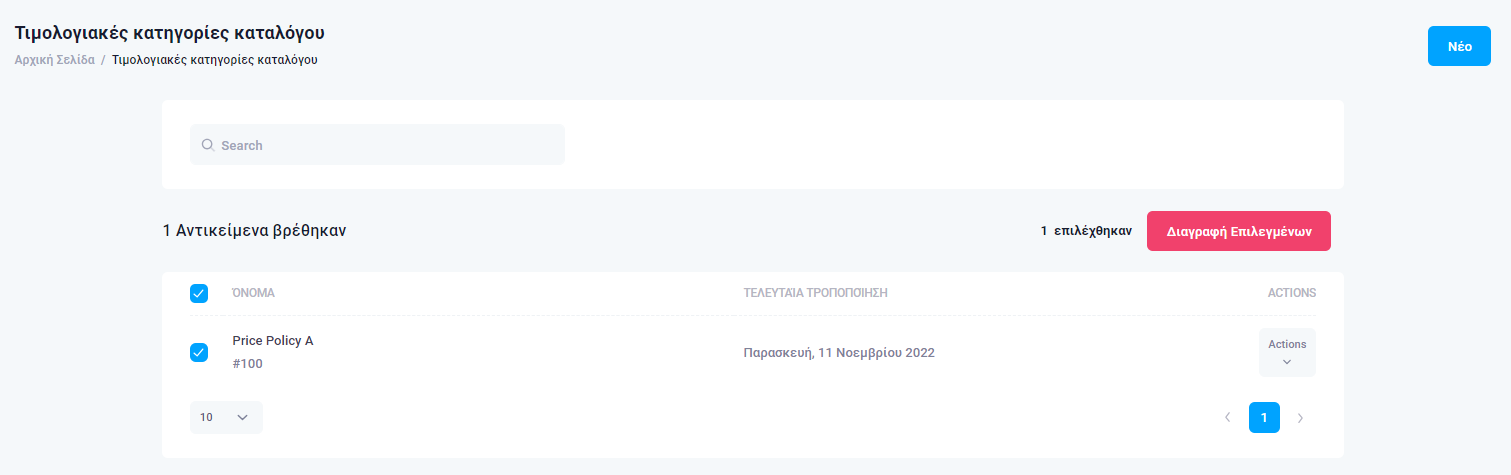 Τιμολογιακές κατηγορίες καταλόγου
Αρχική Σελίδα / Τιμολογιακές κατηγορίες καταλόγου
Νέο
Search
1 Αντικείμενα βρέθηκαν
1 επιλέχθηκαν
Διαγραφή Επιλεγμένων
ΌΝΟΜΑ
ΤΕΛΕΥΤΑΊΑ ΤΡΟΠΟΠΟΊΗΣΗ
ACTIONS
Price Policy A
#100
Παρασκευή, 11 Νοεμβρίου 2022
Actions
10
1